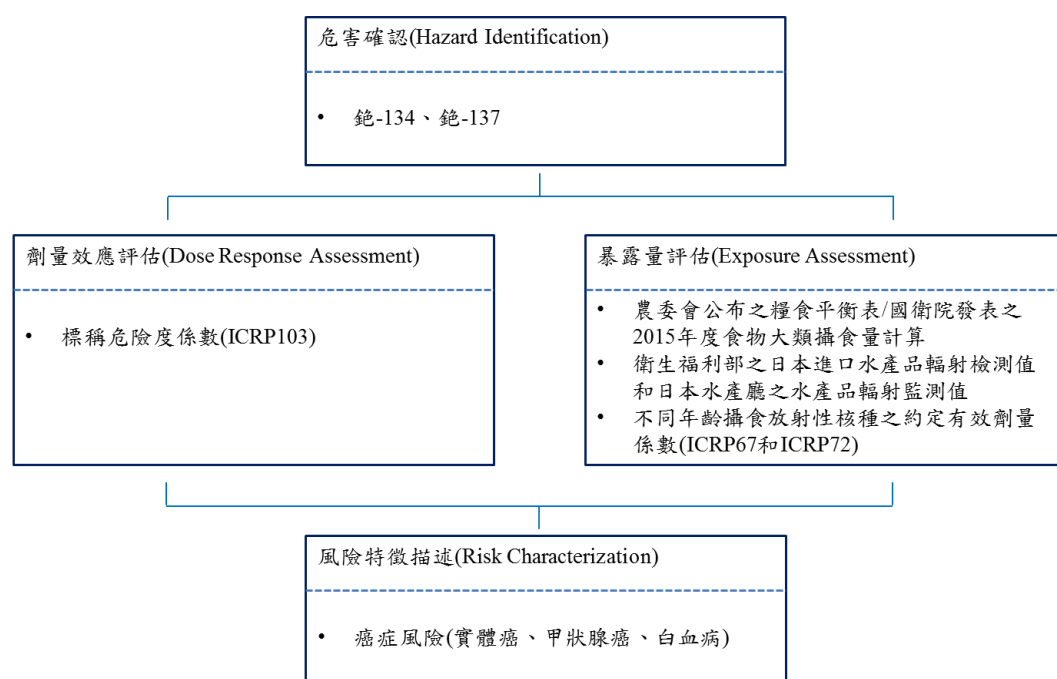 危害確認(Hazard Identification)
• 銫-134、銫-137
劑量效應評估(Dose Response Assessment)
• 標稱危險度係數(ICRP103)
暴露量評估(Exposure Assessment)
• 農委會公布之糧食平衡表/國衛院發表之
2015年度食物大類攝食量計算
• 衛生福利部之日本進口水產品輻射檢測值
和日本水產廳之水產品輻射監測值
• 不同年齡攝食放射性核種之約定有效劑量
係數(ICRP67和ICRP72)
風險特徵描述(Risk Characterization)
• 癌症風險(實體癌、甲狀腺癌、白血病)